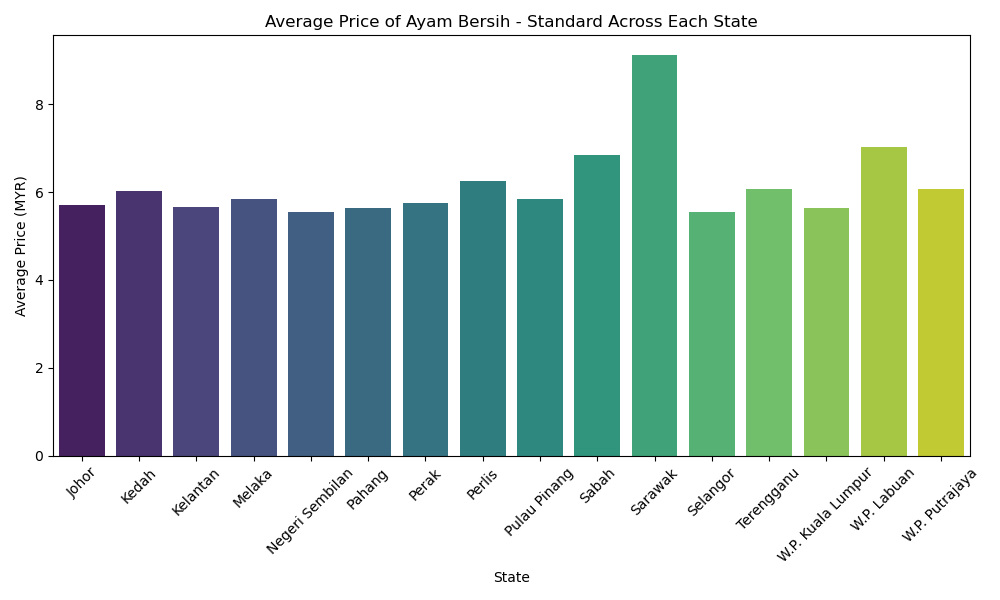 Average Price of Ayam Bersih - Standard Across Each State
Average Price (MYR)
8
6
4
2
0
Johor
Kedah
Kelantan
Melaka
Negeri Sembilan
Pahang
Perak
Perlis
Pulau Pinang
Sabah
Sarawak
Selangor
Terengganu
W.P. Kuala Lumpur
W.P. Labuan
W.P. Putrajaya
State